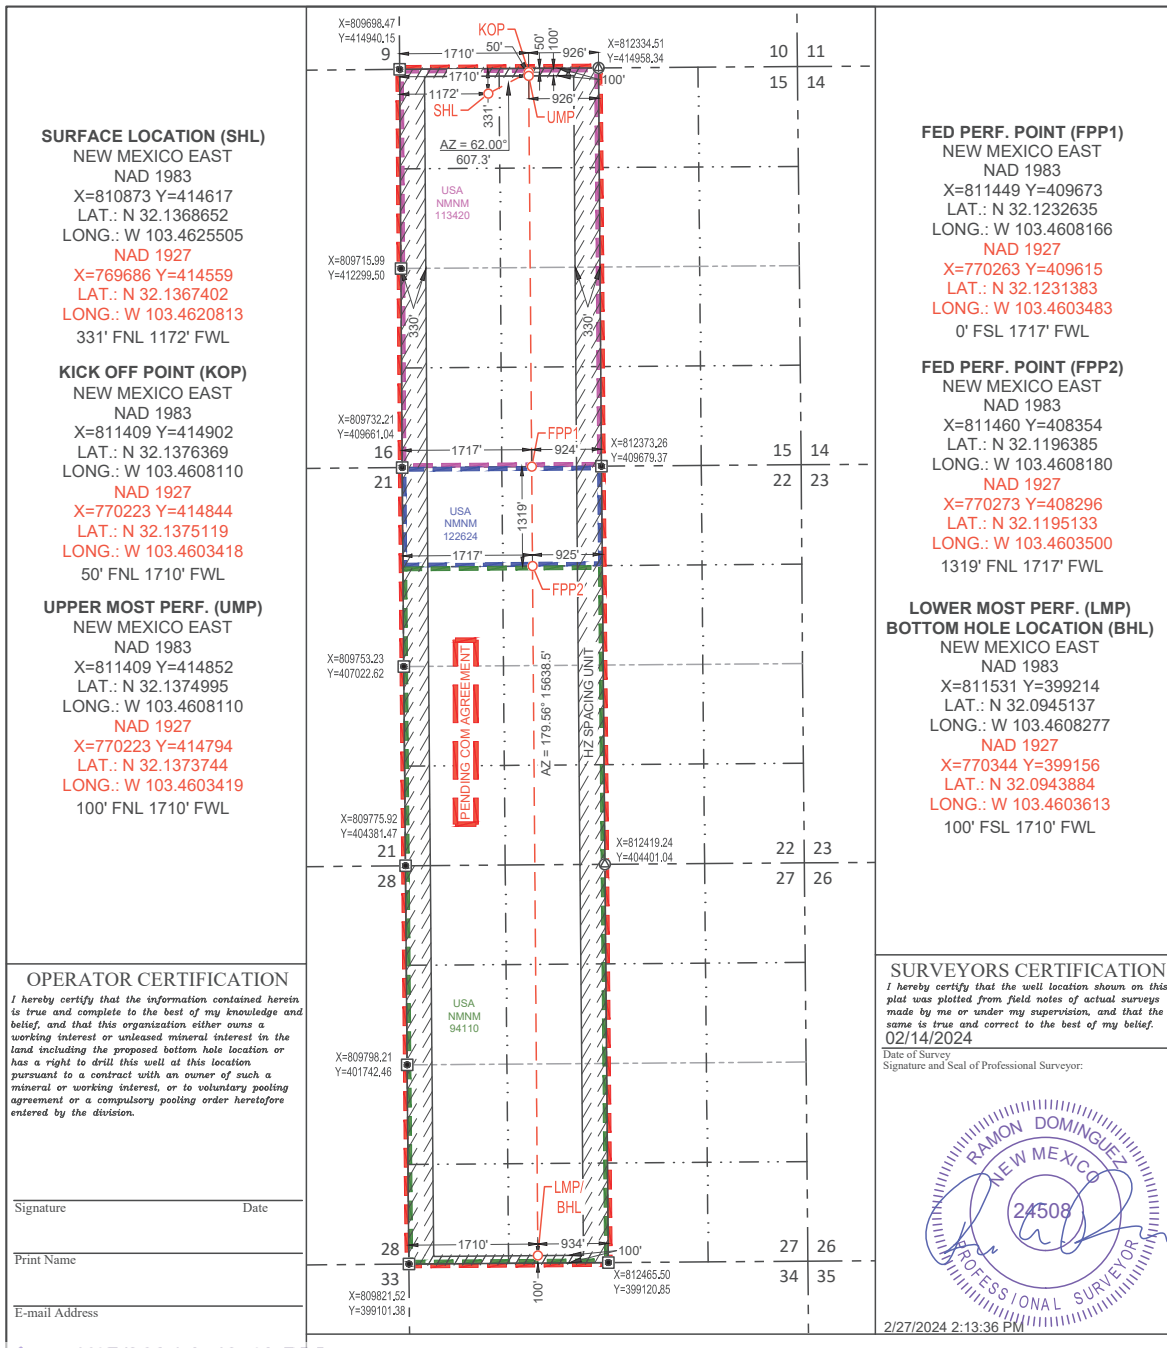 SURFACE LOCATION (SHL)
NEW MEXICO EAST
NAD 1983
X=810873 Y=414617
LAT.: N 32.1368652
LONG.: W 103.4625505
NAD 1927
X=769686 Y=414559
LAT.: N 32.1367402
LONG.: W 103.4620813
331' FNL 1172' FWL
KICK OFF POINT (KOP)
NEW MEXICO EAST
NAD 1983
X=811409 Y=414902
LAT.: N 32.1376369
LONG.: W 103.4608110
NAD 1927
X=770223 Y=414844
LAT.: N 32.1375119
LONG.: W 103.4603418
50' FNL 1710' FWL
UPPER MOST PERF. (UMP)
NEW MEXICO EAST
NAD 1983
X=811409 Y=414852
LAT.: N 32.1374995
LONG.: W 103.4608110
NAD 1927
X=770223 Y=414794
LAT.: N 32.1373744
LONG.: W 103.4603419
100' FNL 1710' FWL
OPERATOR CERTIFICATION
I hereby certify that the information contained herein
is true and complete to the best of my knowledge and
belief, and that this organization either owns a
working interest or unleased mineral interest in the
land including the proposed bottom hole location or
has a right to drill this well at this location
pursuant to a contract with an owner of such a
mineral or working interest, or to voluntary pooling
agreement or a compulsory pooling order heretofore
entered by the division.
Signature Date
Print Name
E-mail Address
X=809698.47
Y=414940.15
KOP
X=812334.51
Y=414958.34
9
1710'
50'
50'
100'
926'
10 11
1710'
100'
15 14
1172'
926'
SHL
331'
UMP
AZ = 62.00°
607.3'
USA
NMNM
113420
X=809715.99
Y=412299.50
330'
330'
X=809732.21
Y=409661.04
FPP1
X=812373.26
Y=409679.37
16
1717'
924'
15 14
21
22 23
USA
NMNM
122624
1319'
1717'
925'
FPP2
X=809753.23
Y=407022.62
PENDING COM AGREEMENT
AZ = 179.56° 15638.5'
HZ SPACING UNIT
X=809775.92
Y=404381.47
X=812419.24
Y=404401.04
21
22 23
28
27 26
USA
NMNM
94110
X=809798.21
Y=401742.46
LMP/
BHL
28
1710'
934'
100'
27 26
33
34 35
X=809821.52
Y=399101.38
100'
X=812465.50
Y=399120.85
FED PERF. POINT (FPP1)
NEW MEXICO EAST
NAD 1983
X=811449 Y=409673
LAT.: N 32.1232635
LONG.: W 103.4608166
NAD 1927
X=770263 Y=409615
LAT.: N 32.1231383
LONG.: W 103.4603483
0' FSL 1717' FWL
FED PERF. POINT (FPP2)
NEW MEXICO EAST
NAD 1983
X=811460 Y=408354
LAT.: N 32.1196385
LONG.: W 103.4608180
NAD 1927
X=770273 Y=408296
LAT.: N 32.1195133
LONG.: W 103.4603500
1319' FNL 1717' FWL
LOWER MOST PERF. (LMP)
BOTTOM HOLE LOCATION (BHL)
NEW MEXICO EAST
NAD 1983
X=811531 Y=399214
LAT.: N 32.0945137
LONG.: W 103.4608277
NAD 1927
X=770344 Y=399156
LAT.: N 32.0943884
LONG.: W 103.4603613
100' FSL 1710' FWL
SURVEYORS CERTIFICATION
I hereby certify that the well location shown on this
plat was plotted from field notes of actual surveys
made by me or under my supervision, and that the
same is true and correct to the best of my belief.
02/14/2024
Date of Survey
Signature and Seal of Professional Surveyor:
RAMON DOMINGUEZ
NEW MEXICO
24508
PROFESSIONAL SURVEYOR
2/27/2024 2:13:36 PM